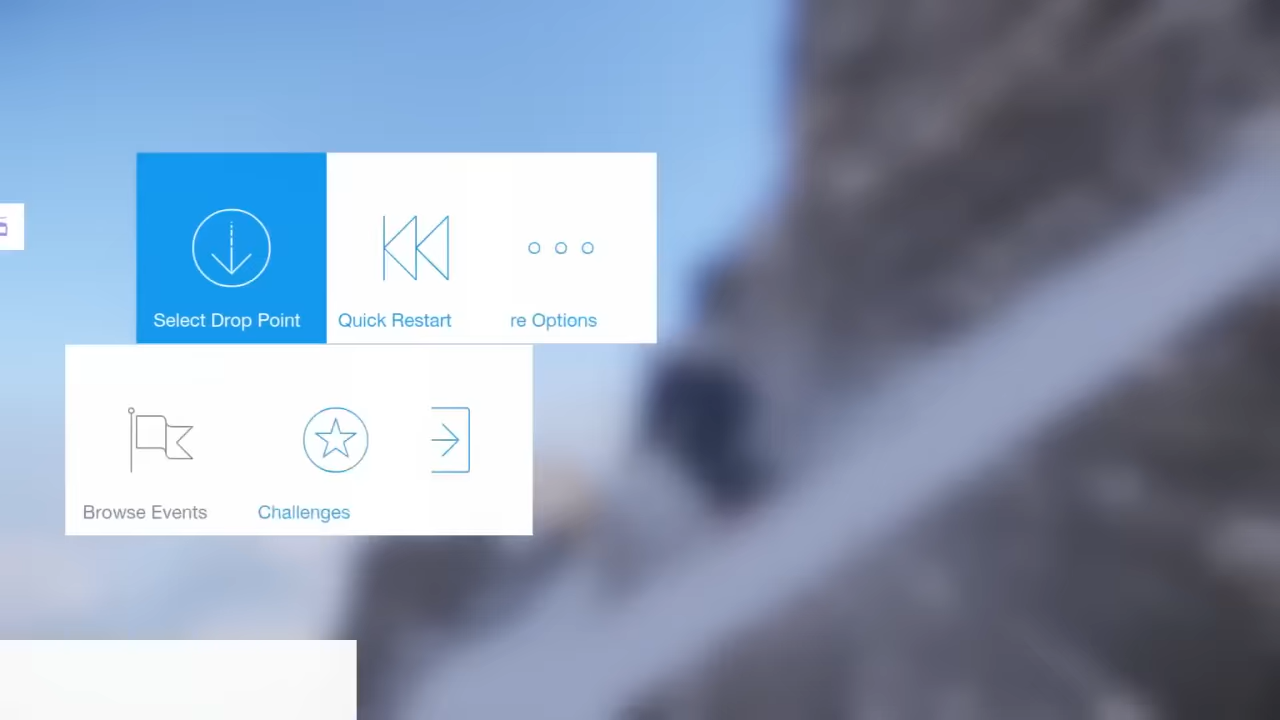 Select Drop Point
Quick Restart
re Options
Browse Events
Challenges